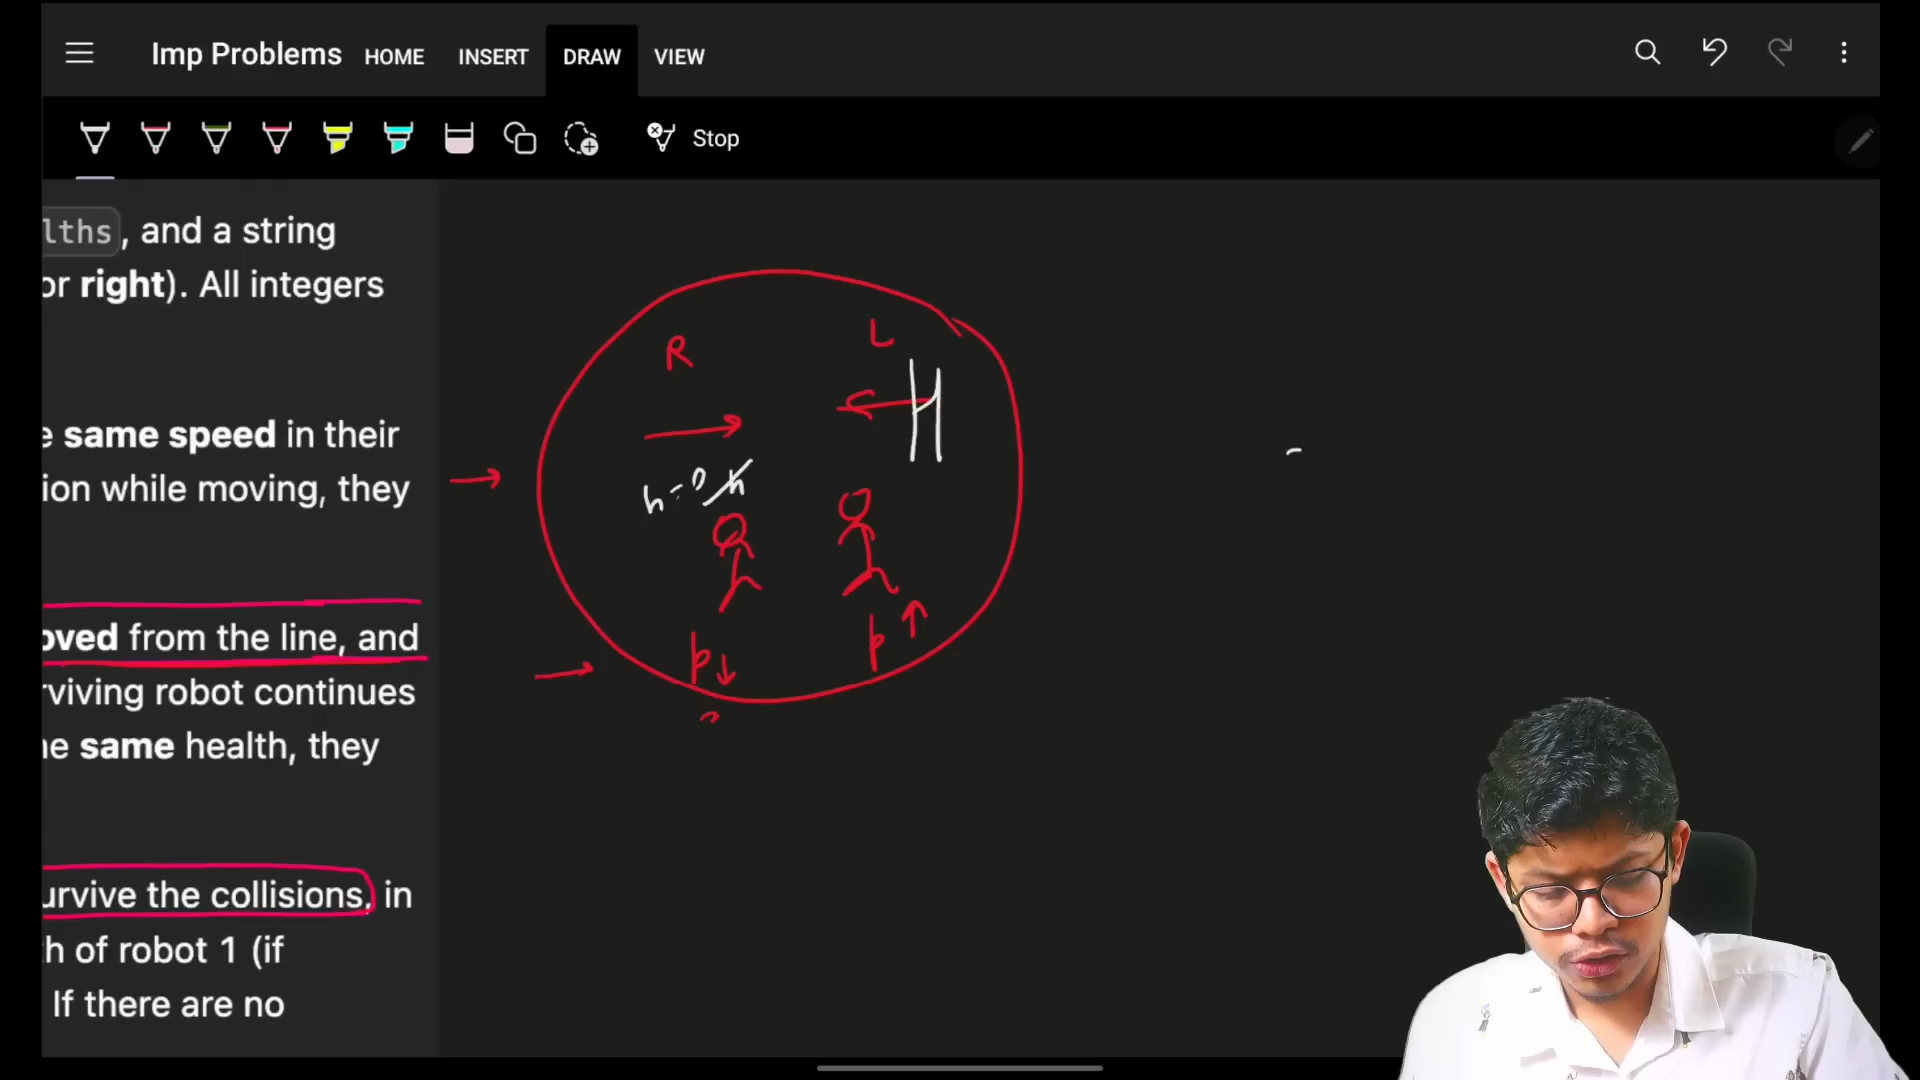 Imp Problems HOME INSERT DRAW VIEW
Stop
lths, and a string
or right). All integers
e same speed in their
ion while moving, they
oved from the line, and
rviving robot continues
ne same health, they
urvive the collisions, in
h of robot 1 (if
If there are no
R L
H
h = 0 h
p↓ p↑